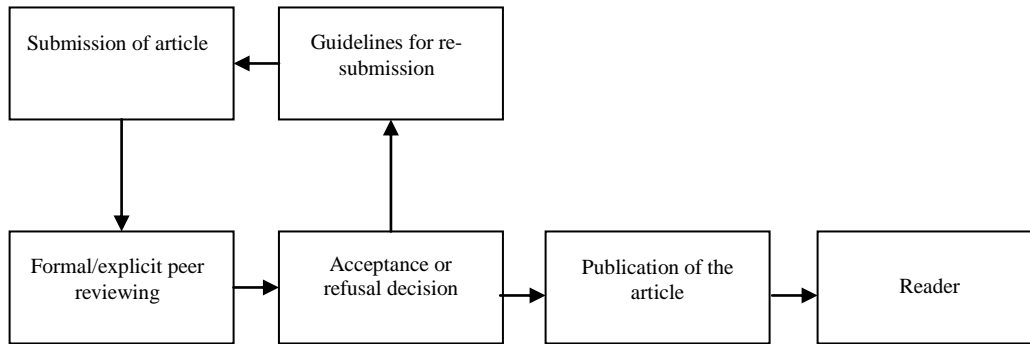 Submission of article
Guidelines for re-
submission
Formal/explicit peer
reviewing
Acceptance or
refusal decision
Publication of the
article
Reader